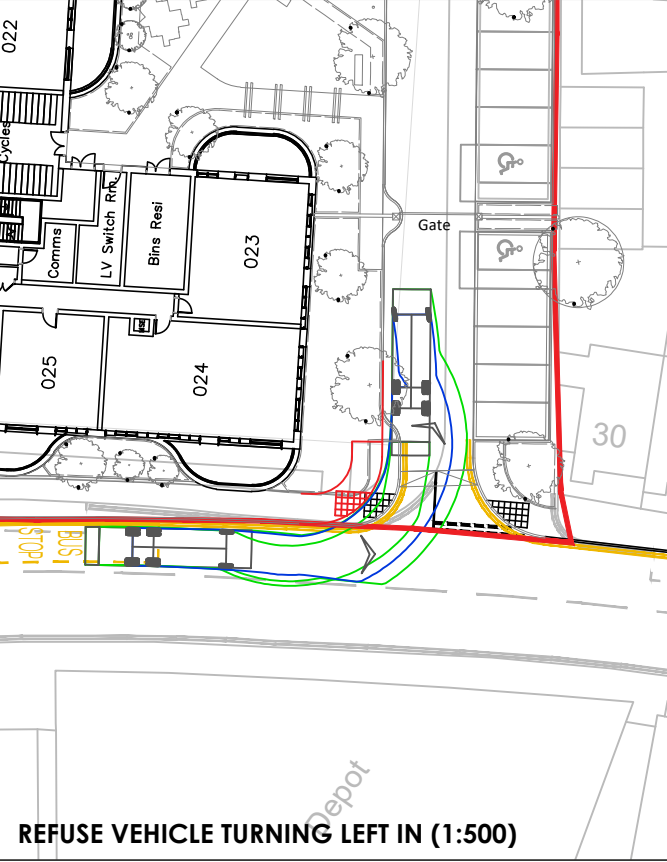 022
Cycles
Comms
LV Switch Rm.
Bins Resi
023
Gate
025
024
30
BUS
STOP
Depot
REFUSE VEHICLE TURNING LEFT IN (1:500)